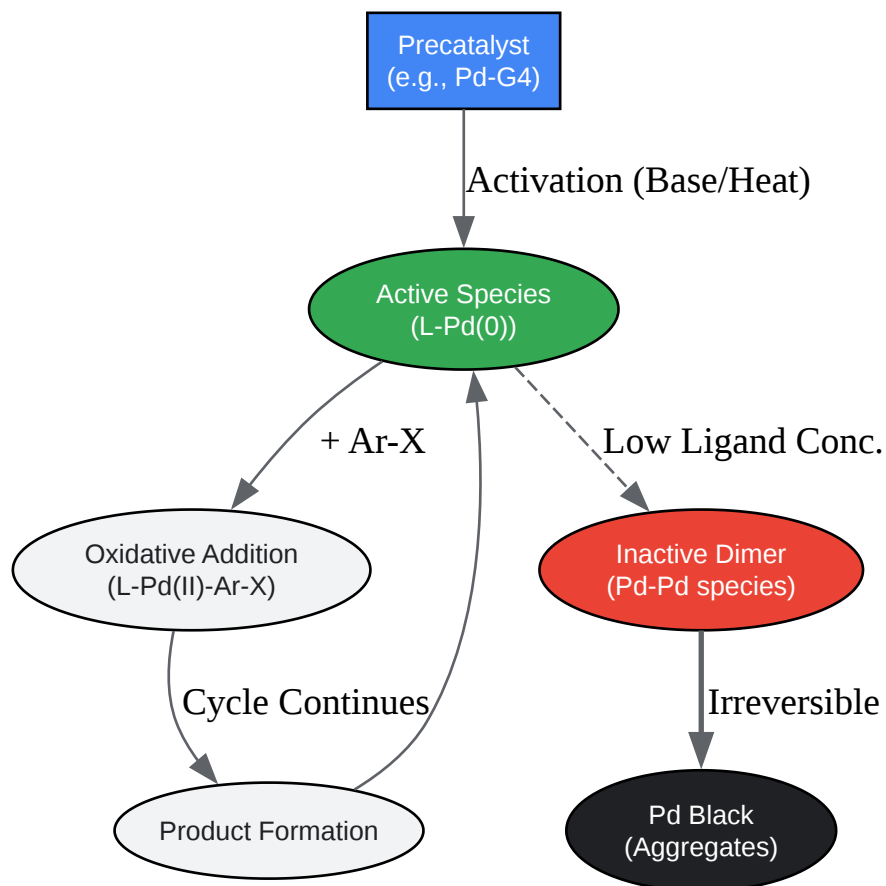 Precatalyst
(e.g., Pd-G4)
Activation (Base/Heat)
Active Species
(L-Pd(0))
+ Ar-X
Low Ligand Conc.
Oxidative Addition
(L-Pd(II)-Ar-X)
Inactive Dimer
(Pd-Pd species)
Cycle Continues
Irreversible
Product Formation
Pd Black
(Aggregates)